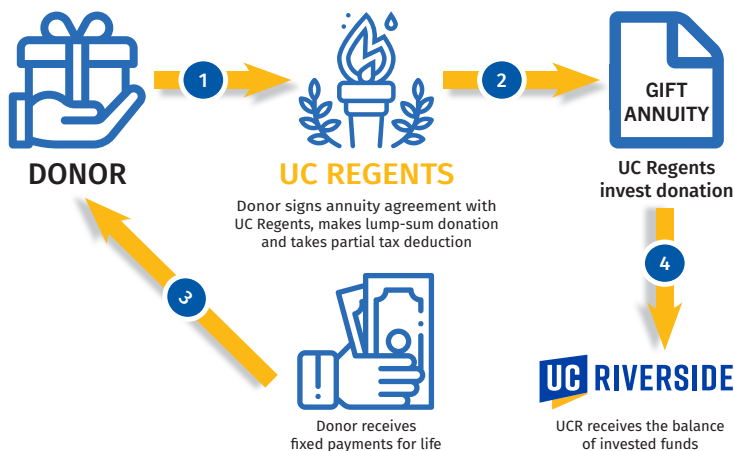 1
2
GIFT
ANNUITY
DONOR
UC REGENTS
Donor signs annuity agreement with
UC Regents, makes lump-sum donation
and takes partial tax deduction
UC Regents
invest donation
3
4
Donor receives
fixed payments for life
UC RIVERSIDE
UCR receives the balance
of invested funds